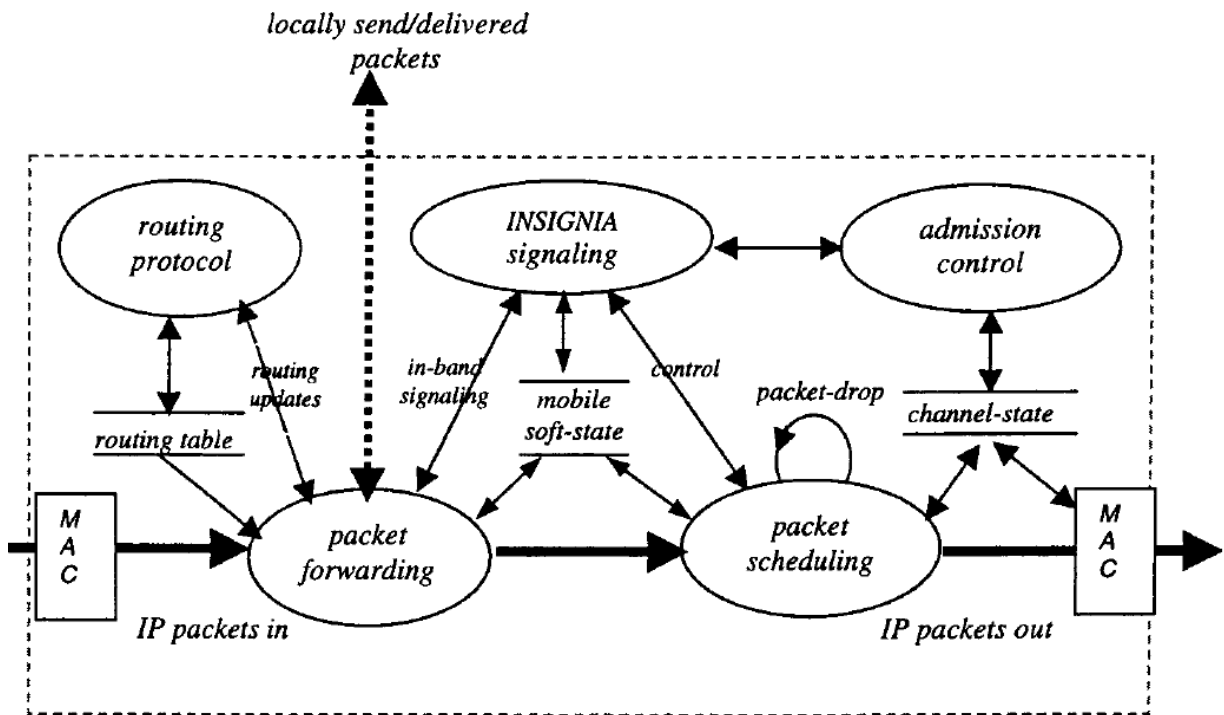 locally send/delivered
packets
routing
protocol
INSIGNIA
signaling
admission
control
routing
updates
in-band
signaling
control
packet-drop
mobile
soft-state
channel-state
routing table
M
A
C
packet
forwarding
packet
scheduling
M
A
C
IP packets in
IP packets out